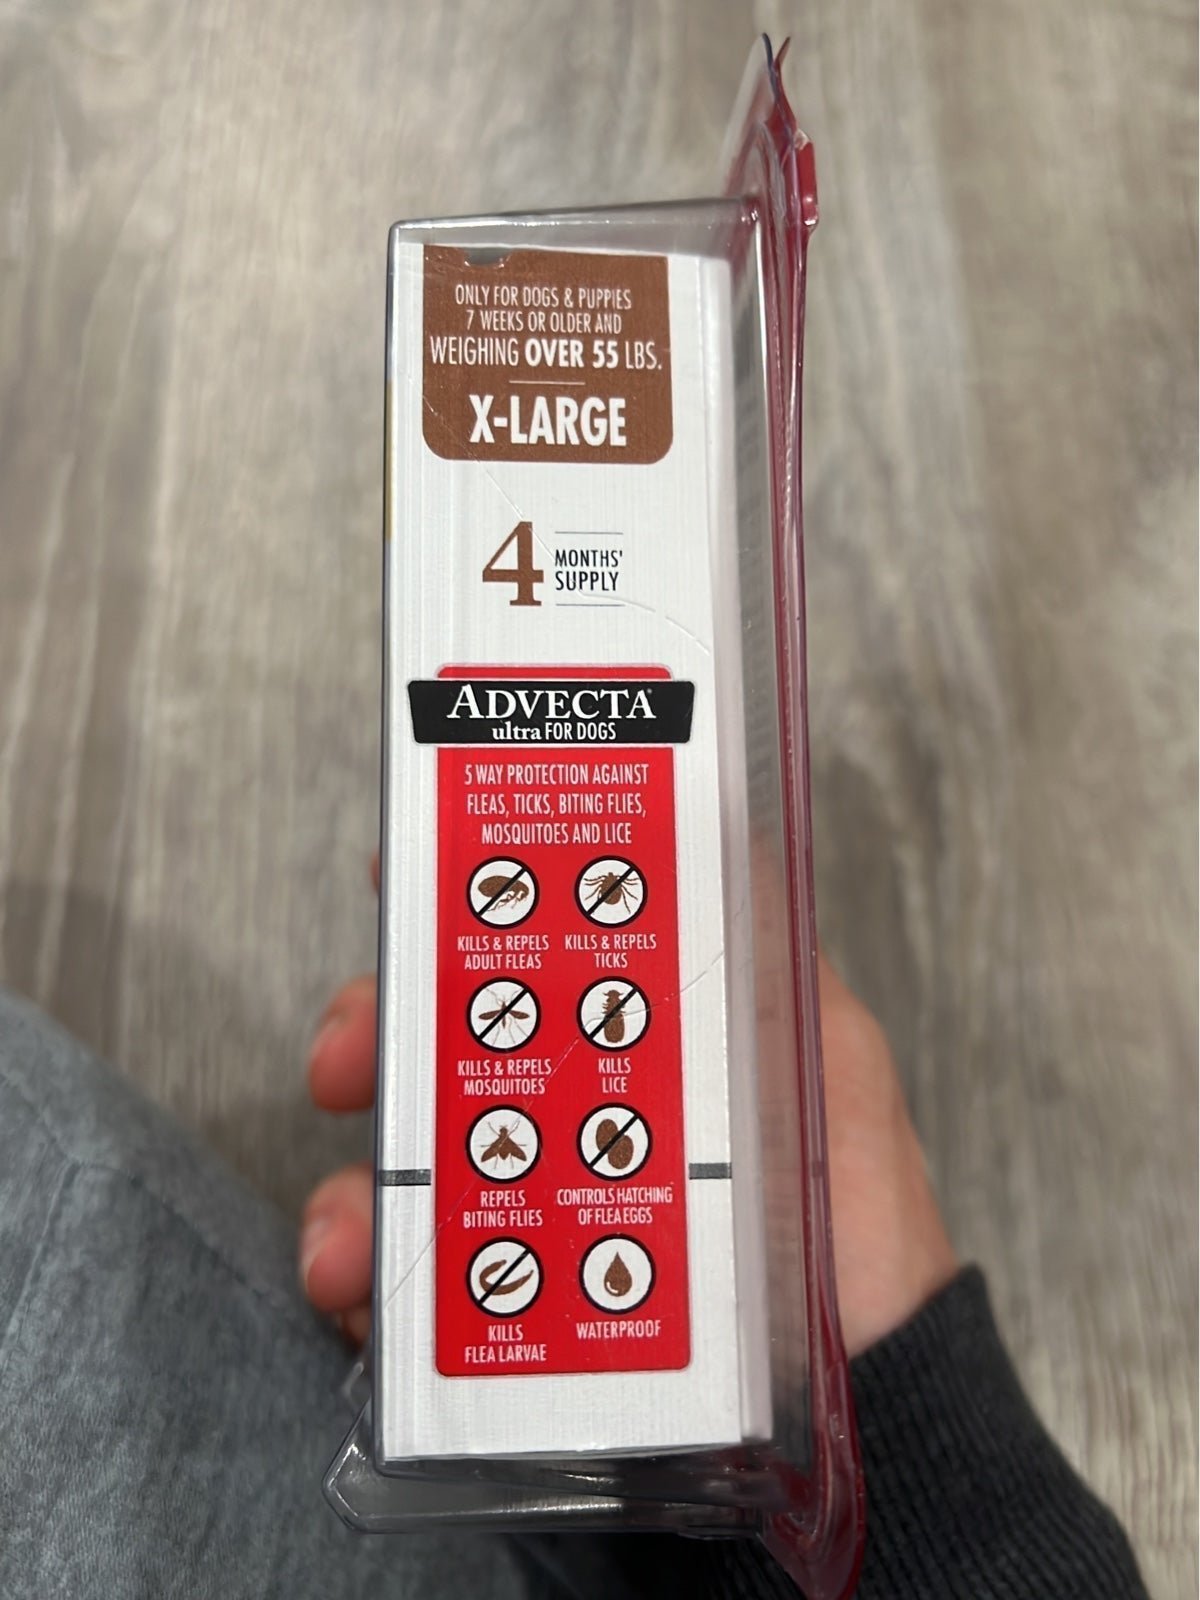 ONLY FOR DOGS & PUPPIES
7 WEEKS OR OLDER AND
WEIGHING OVER 55 LBS.
X-LARGE
4 MONTHS'
SUPPLY
ADVECTA®
ultra FOR DOGS
5 WAY PROTECTION AGAINST
FLEAS, TICKS, BITING FLIES,
MOSQUITOES AND LICE
KILLS & REPELS
ADULT FLEAS
KILLS & REPELS
TICKS
KILLS & REPELS
MOSQUITOES
KILLS
LICE
REPELS
BITING FLIES
CONTROLS HATCHING
OF FLEA EGGS
KILLS
FLEA LARVAE
WATERPROOF